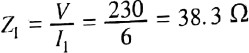 Z₁ = V/I₁ = 230/6 = 38.3 Ω